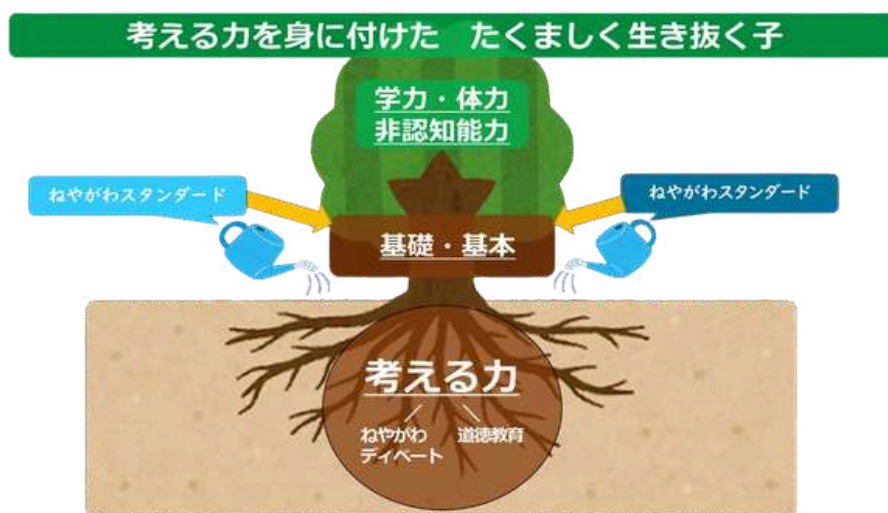 考える力を身に付けた　たくましく生き抜く子
学力・体力
非認知能力
ねやがわスタンダード
ねやがわスタンダード
基礎・基本
考える力
ねやがわ
ディベート
道徳教育